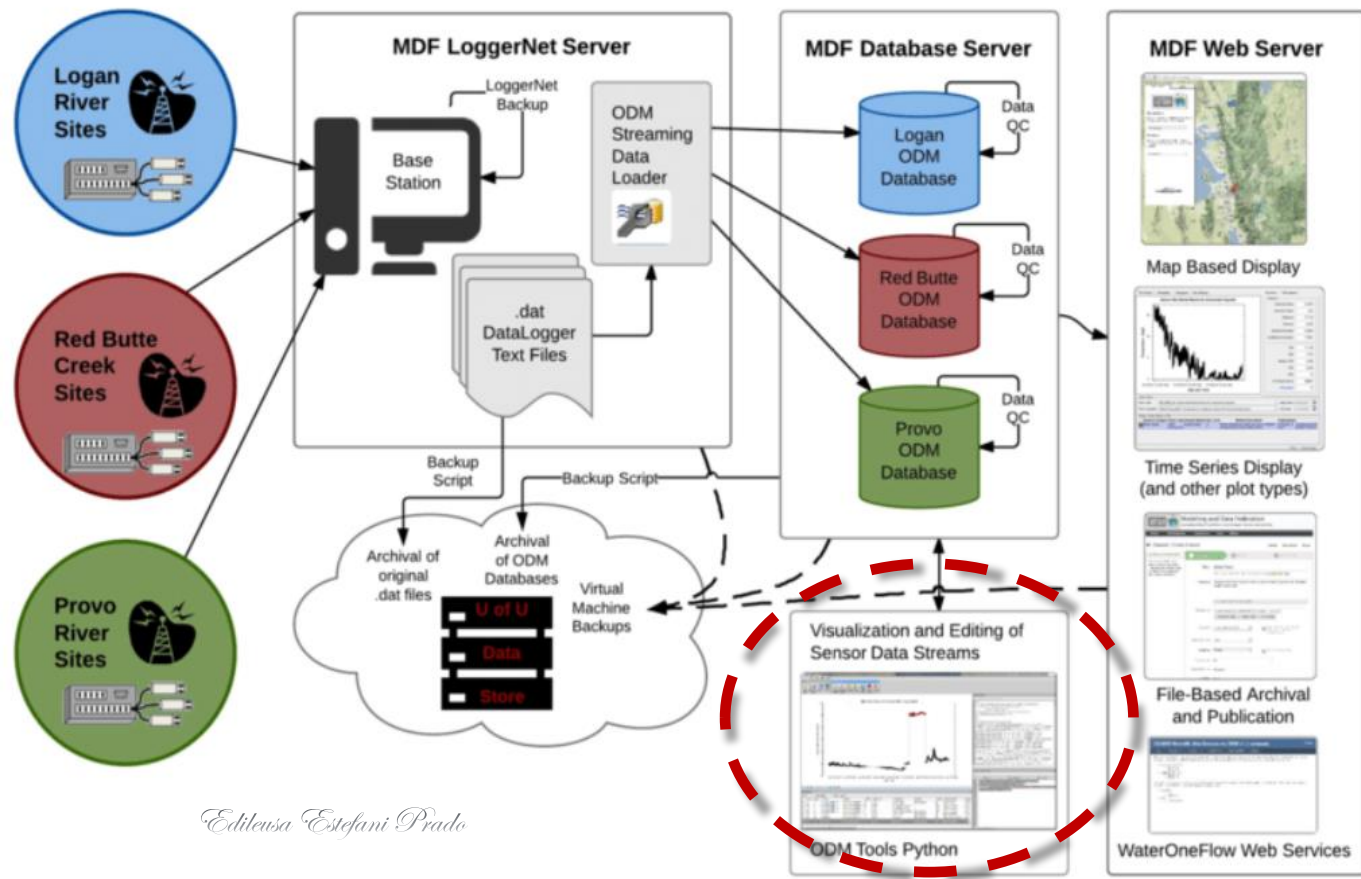 Logan
River
Sites
Red Butte
Creek
Sites
Provo
River
Sites
MDF LoggerNet Server
LoggerNet
Backup
Base
Station
ODM
Streaming
Data
Loader
.dat
DataLogger
Text Files
Backup
Script
Backup Script
Archival of
original
.dat files
Archival
of ODM
Databases
Virtual
Machine
Backups
U of U
Data
Store
MDF Database Server
Logan
ODM
Database
Data
QC
Red Butte
ODM
Database
Data
QC
Provo
ODM
Database
Data
QC
Visualization and Editing of
Sensor Data Streams
ODM Tools Python
MDF Web Server
Map Based Display
Time Series Display
(and other plot types)
File-Based Archival
and Publication
WaterOneFlow Web Services
Edileusa Estefani Prado